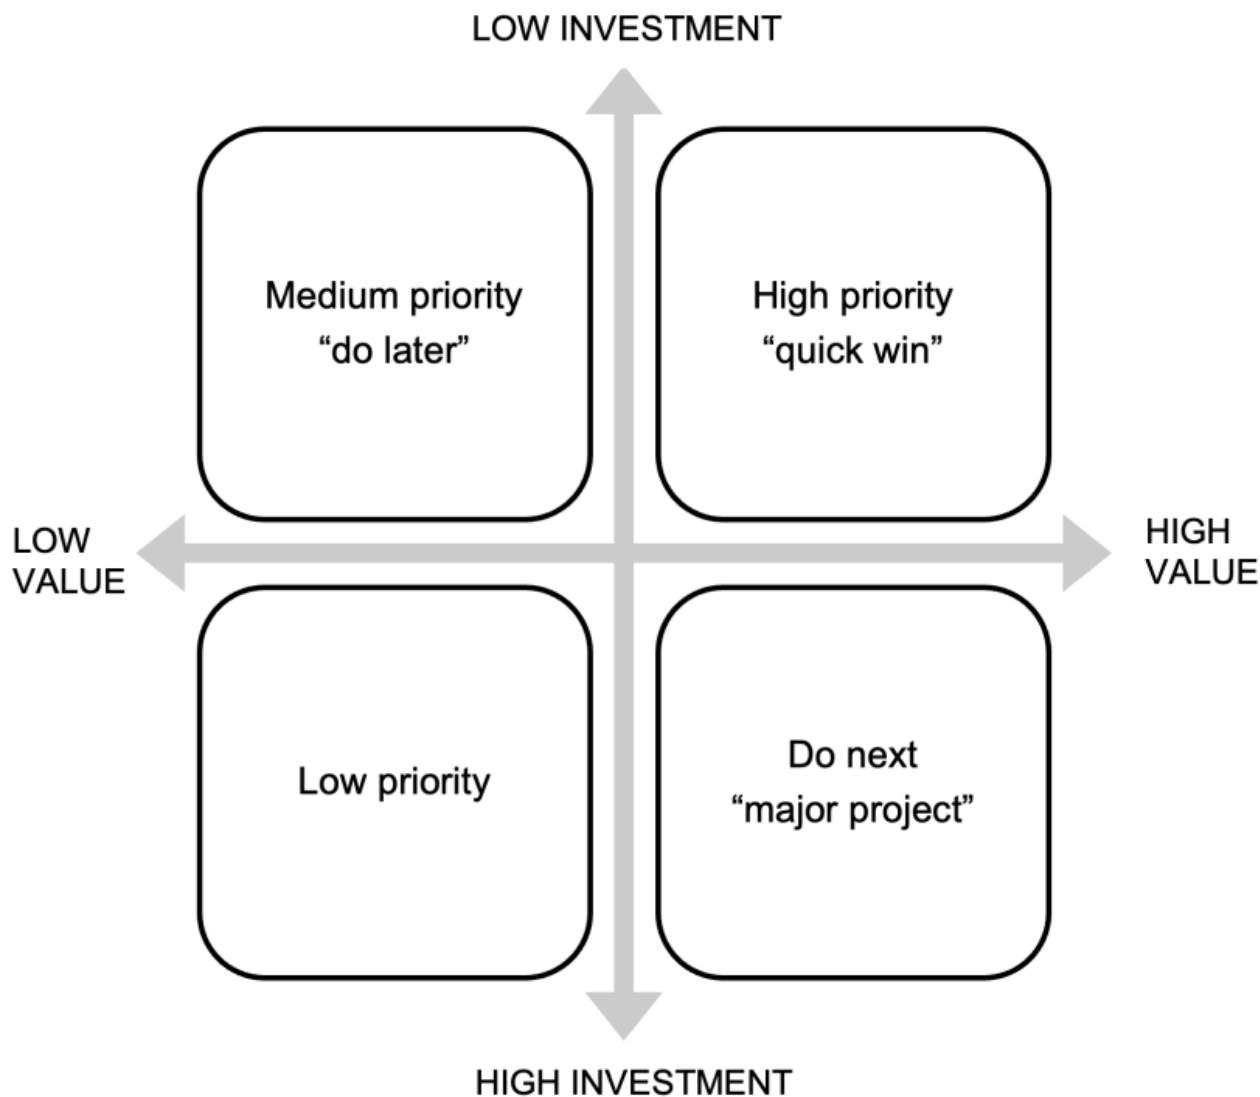 LOW INVESTMENT
Medium priority
“do later”
High priority
“quick win”
LOW
VALUE
HIGH
VALUE
Low priority
Do next
“major project”
HIGH INVESTMENT